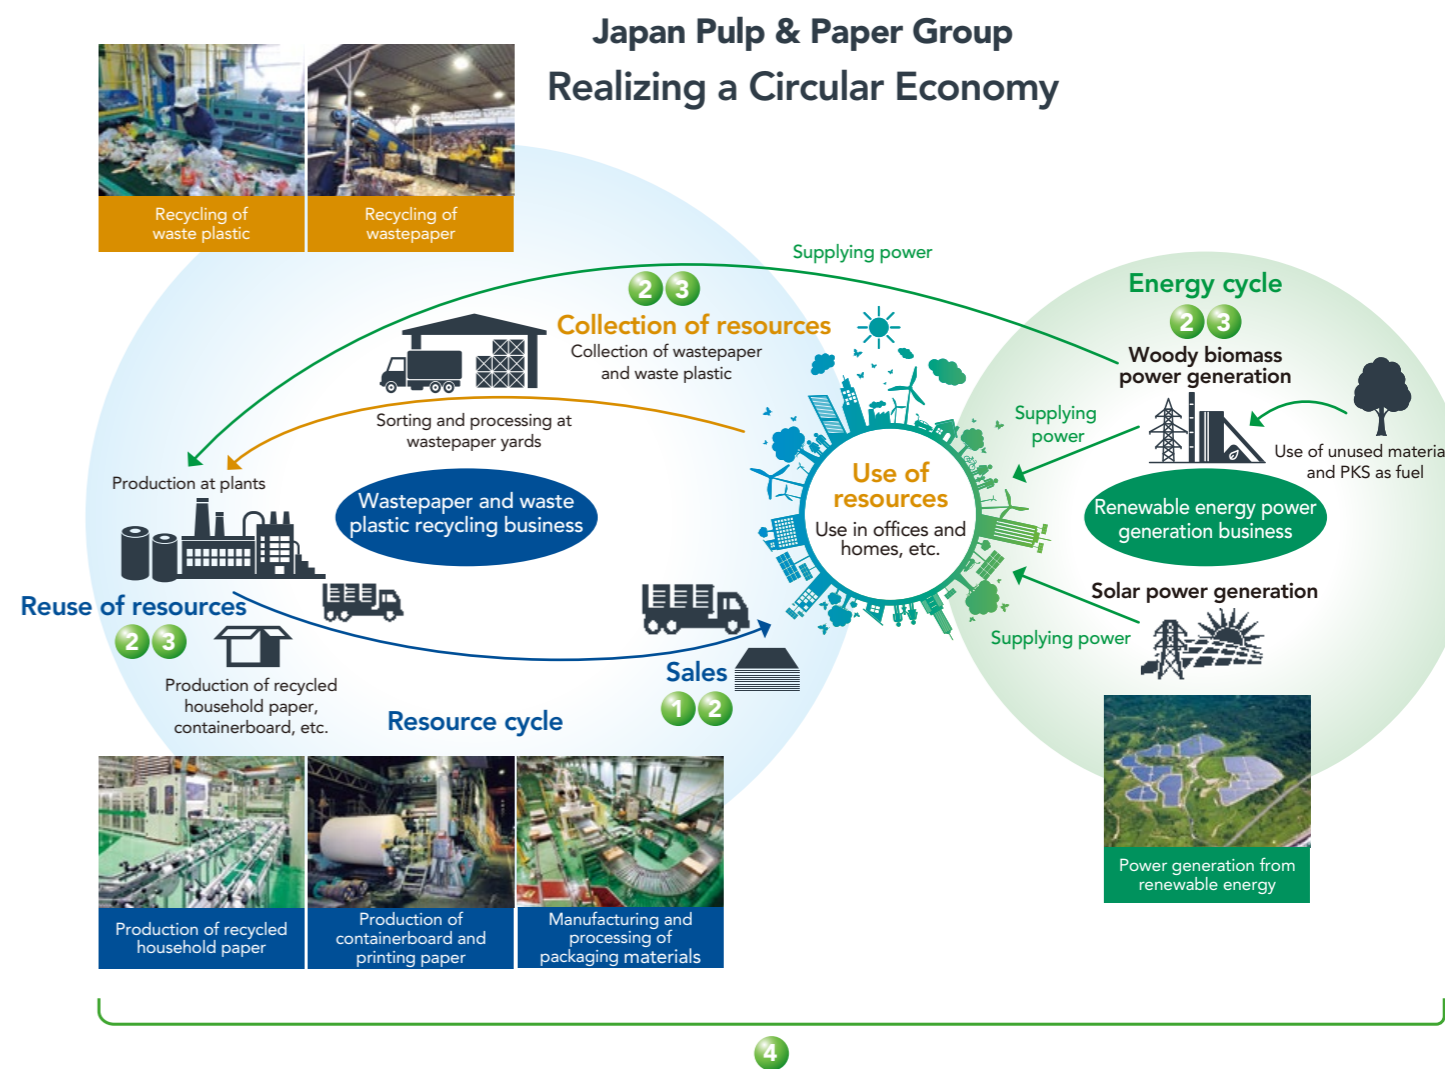 Japan Pulp & Paper Group
Realizing a Circular Economy
Recycling of
waste plastic
Recycling of
wastepaper
Supplying power
2 3
Collection of resources
Collection of wastepaper
and waste plastic
Sorting and processing at
wastepaper yards
Production at plants
Wastepaper and waste
plastic recycling business
Reuse of resources
2 3
Production of recycled
household paper,
containerboard, etc.
Resource cycle
Sales
1 2
Use of
resources
Use in offices and
homes, etc.
Energy cycle
2 3
Woody biomass
power generation
Supplying
power
Use of unused materia
and PKS as fuel
Renewable energy power
generation business
Solar power generation
Supplying power
Power generation from
renewable energy
Production of recycled
household paper
Production of
containerboard and
printing paper
Manufacturing and
processing of
packaging materials
4